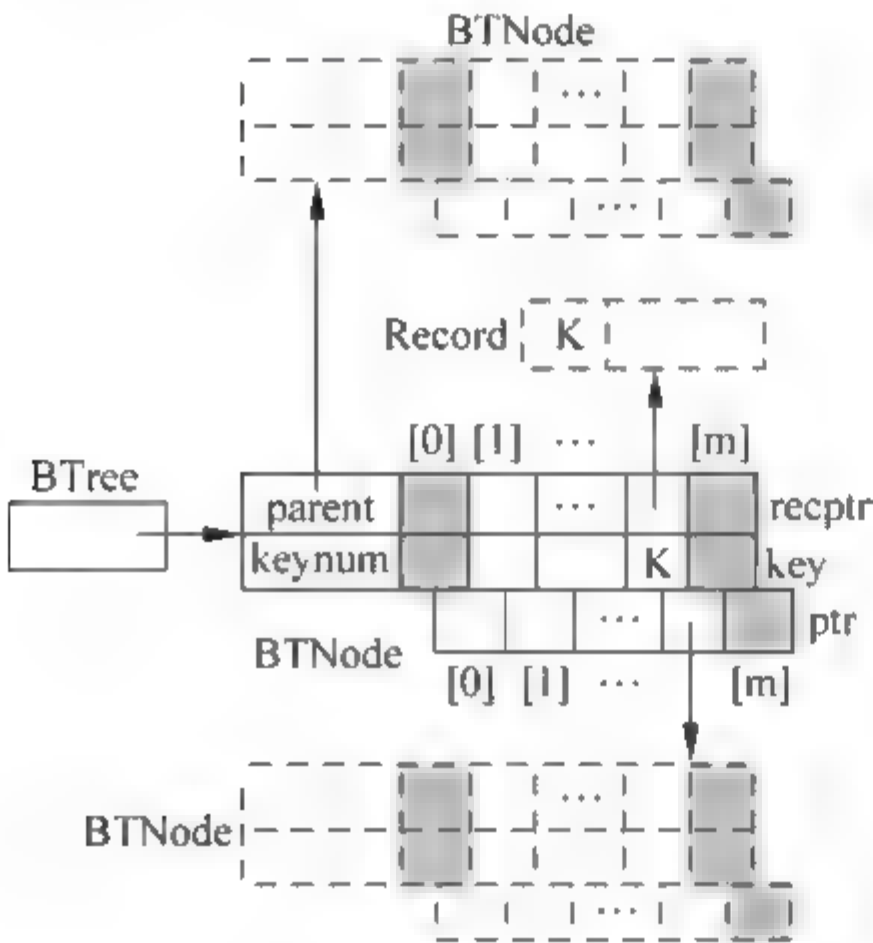 BTNode
...
...
Record K
[0] [1] ... [m]
BTree
parent ... recptr
keynum K key
... ptr
BTNode
[0] [1] ... [m]
...
BTNode
...